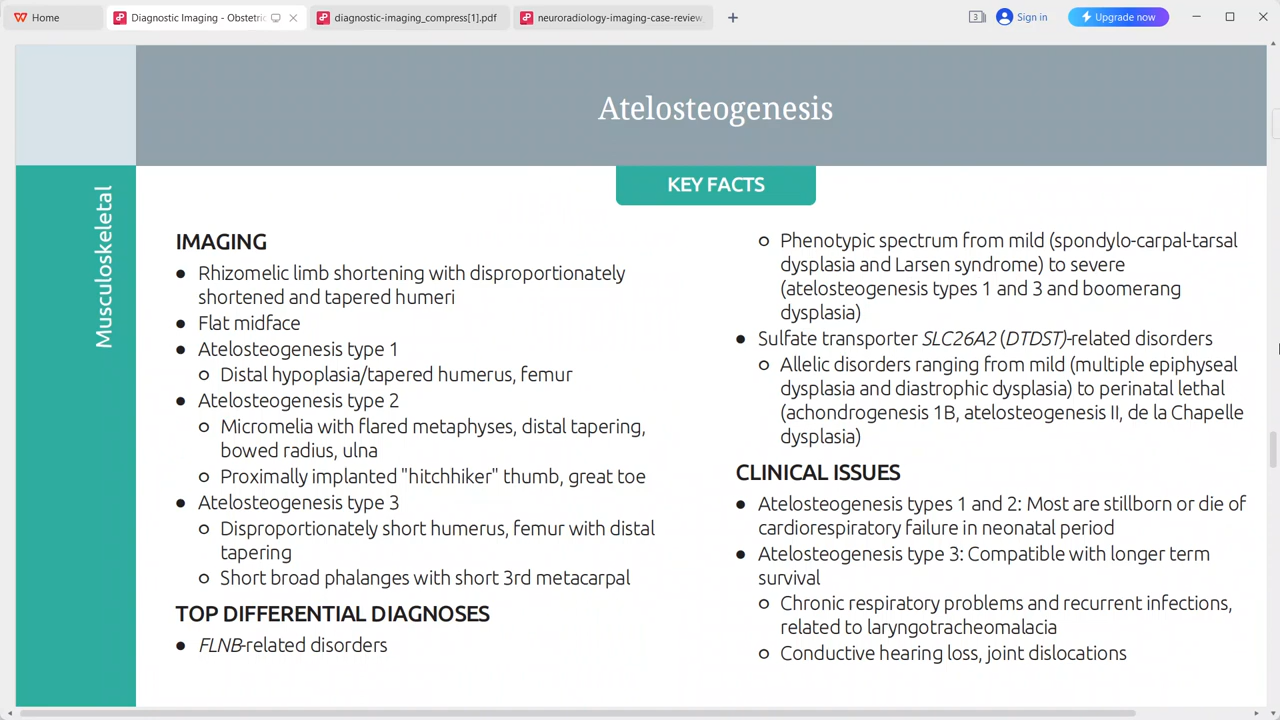 Home
Diagnostic Imaging - Obstetric
diagnostic-imaging_compress[1].pdf
neuroradiology-imaging-case-review
3
Sign in
Upgrade now
Atelosteogenesis
Musculoskeletal
KEY FACTS
IMAGING
• Rhizomelic limb shortening with disproportionately
shortened and tapered humeri
• Flat midface
• Atelosteogenesis type 1
o Distal hypoplasia/tapered humerus, femur
• Atelosteogenesis type 2
o Micromelia with flared metaphyses, distal tapering,
bowed radius, ulna
o Proximally implanted "hitchhiker" thumb, great toe
• Atelosteogenesis type 3
o Disproportionately short humerus, femur with distal
tapering
o Short broad phalanges with short 3rd metacarpal
TOP DIFFERENTIAL DIAGNOSES
• FLNB-related disorders
o Phenotypic spectrum from mild (spondylo-carpal-tarsal
dysplasia and Larsen syndrome) to severe
(atelosteogenesis types 1 and 3 and boomerang
dysplasia)
• Sulfate transporter SLC26A2 (DTDST)-related disorders
o Allelic disorders ranging from mild (multiple epiphyseal
dysplasia and diastrophic dysplasia) to perinatal lethal
(achondrogenesis 1B, atelosteogenesis II, de la Chapelle
dysplasia)
CLINICAL ISSUES
• Atelosteogenesis types 1 and 2: Most are stillborn or die of
cardiorespiratory failure in neonatal period
• Atelosteogenesis type 3: Compatible with longer term
survival
o Chronic respiratory problems and recurrent infections,
related to laryngotracheomalacia
o Conductive hearing loss, joint dislocations